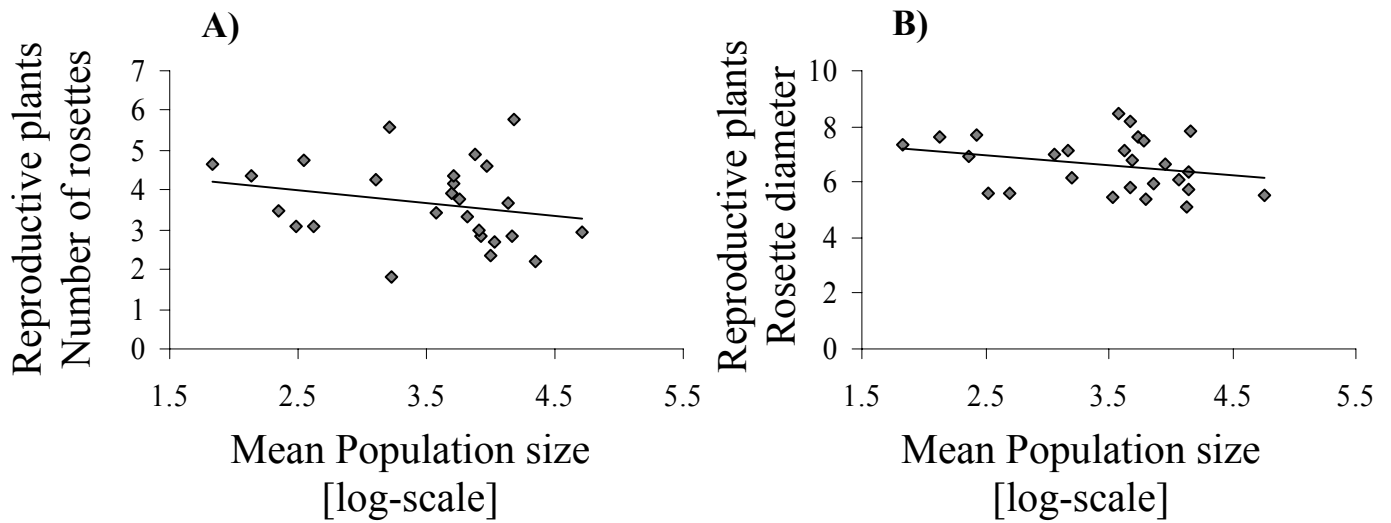 A)
Reproductive plants
Number of rosettes
7
6
5
4
3
2
1
0
1.5 2.5 3.5 4.5 5.5
Mean Population size
[log-scale]
B)
Reproductive plants
Rosette diameter
10
8
6
4
2
0
1.5 2.5 3.5 4.5 5.5
Mean Population size
[log-scale]